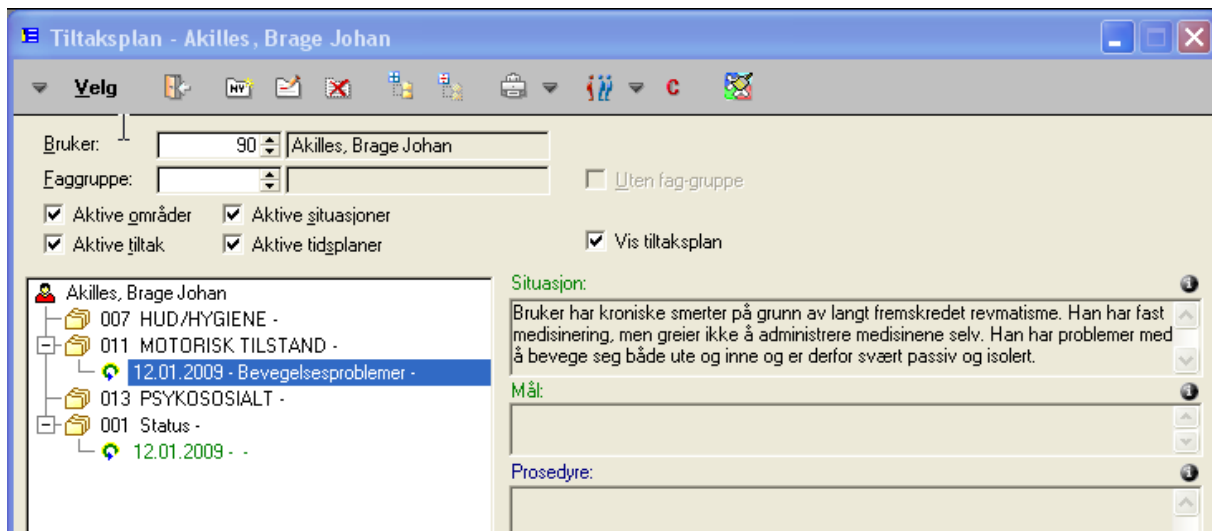 Tiltaksplan - Akilles, Brage Johan
Velg NY C
Bruker: 90 Akilles, Brage Johan
Faggruppe: Uten fag-gruppe
Aktive områder Aktive situasjoner
Aktive tiltak Aktive tidsplaner Vis tiltaksplan
Akilles, Brage Johan
007 HUD/HYGIENE -
011 MOTORISK TILSTAND -
12.01.2009 - Bevegelsesproblemer -
013 PSYKOSOSIALT -
001 Status -
12.01.2009 - -
Situasjon:
Bruker har kroniske smerter på grunn av langt fremskredet revmatisme. Han har fast
medisinering, men greier ikke å administrere medisinene selv. Han har problemer med
å bevege seg både ute og inne og er derfor svært passiv og isolert.
Mål:
Prosedyre: